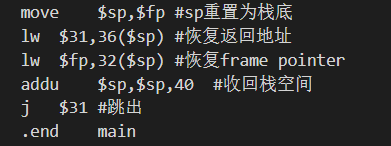 move $sp,$fp #sp重置为栈底
lw $31,36($sp) #恢复返回地址
lw $fp,32($sp) #恢复frame pointer
addu $sp,$sp,40 #收回栈空间
j $31 #跳出
.end main